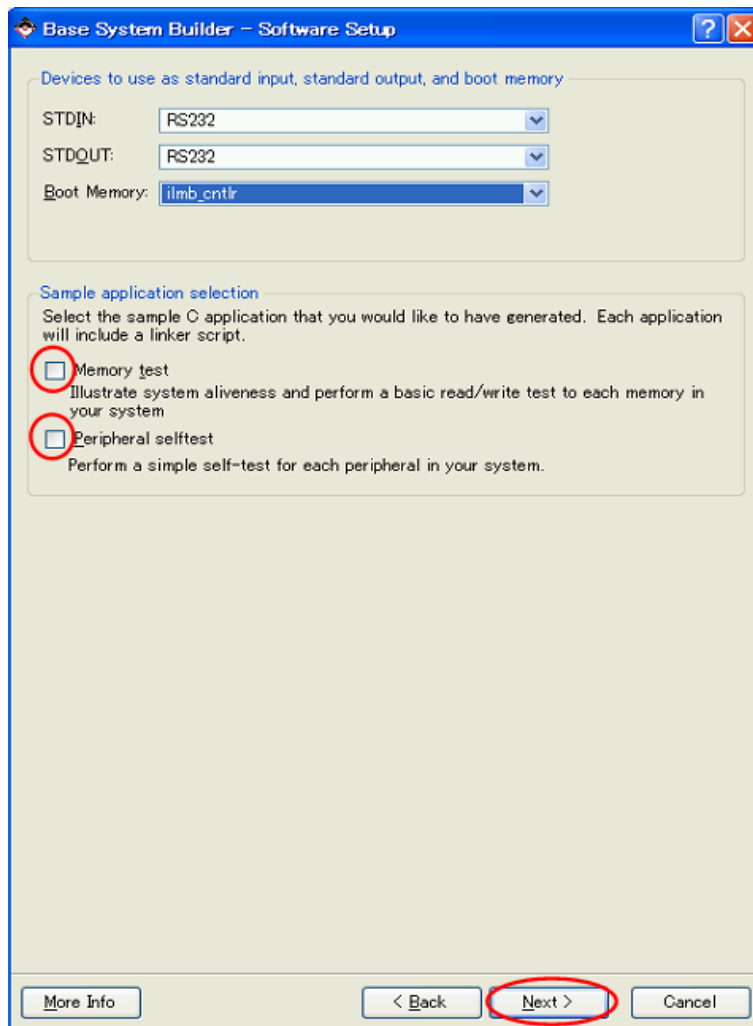 Base System Builder - Software Setup
Devices to use as standard input, standard output, and boot memory
STDIN: RS232
STDOUT: RS232
Boot Memory: ilmb_cntlr
Sample application selection
Select the sample C application that you would like to have generated. Each application
will include a linker script.
Memory test
Illustrate system aliveness and perform a basic read/write test to each memory in
your system
Peripheral selftest
Perform a simple self-test for each peripheral in your system.
More Info < Back Next > Cancel